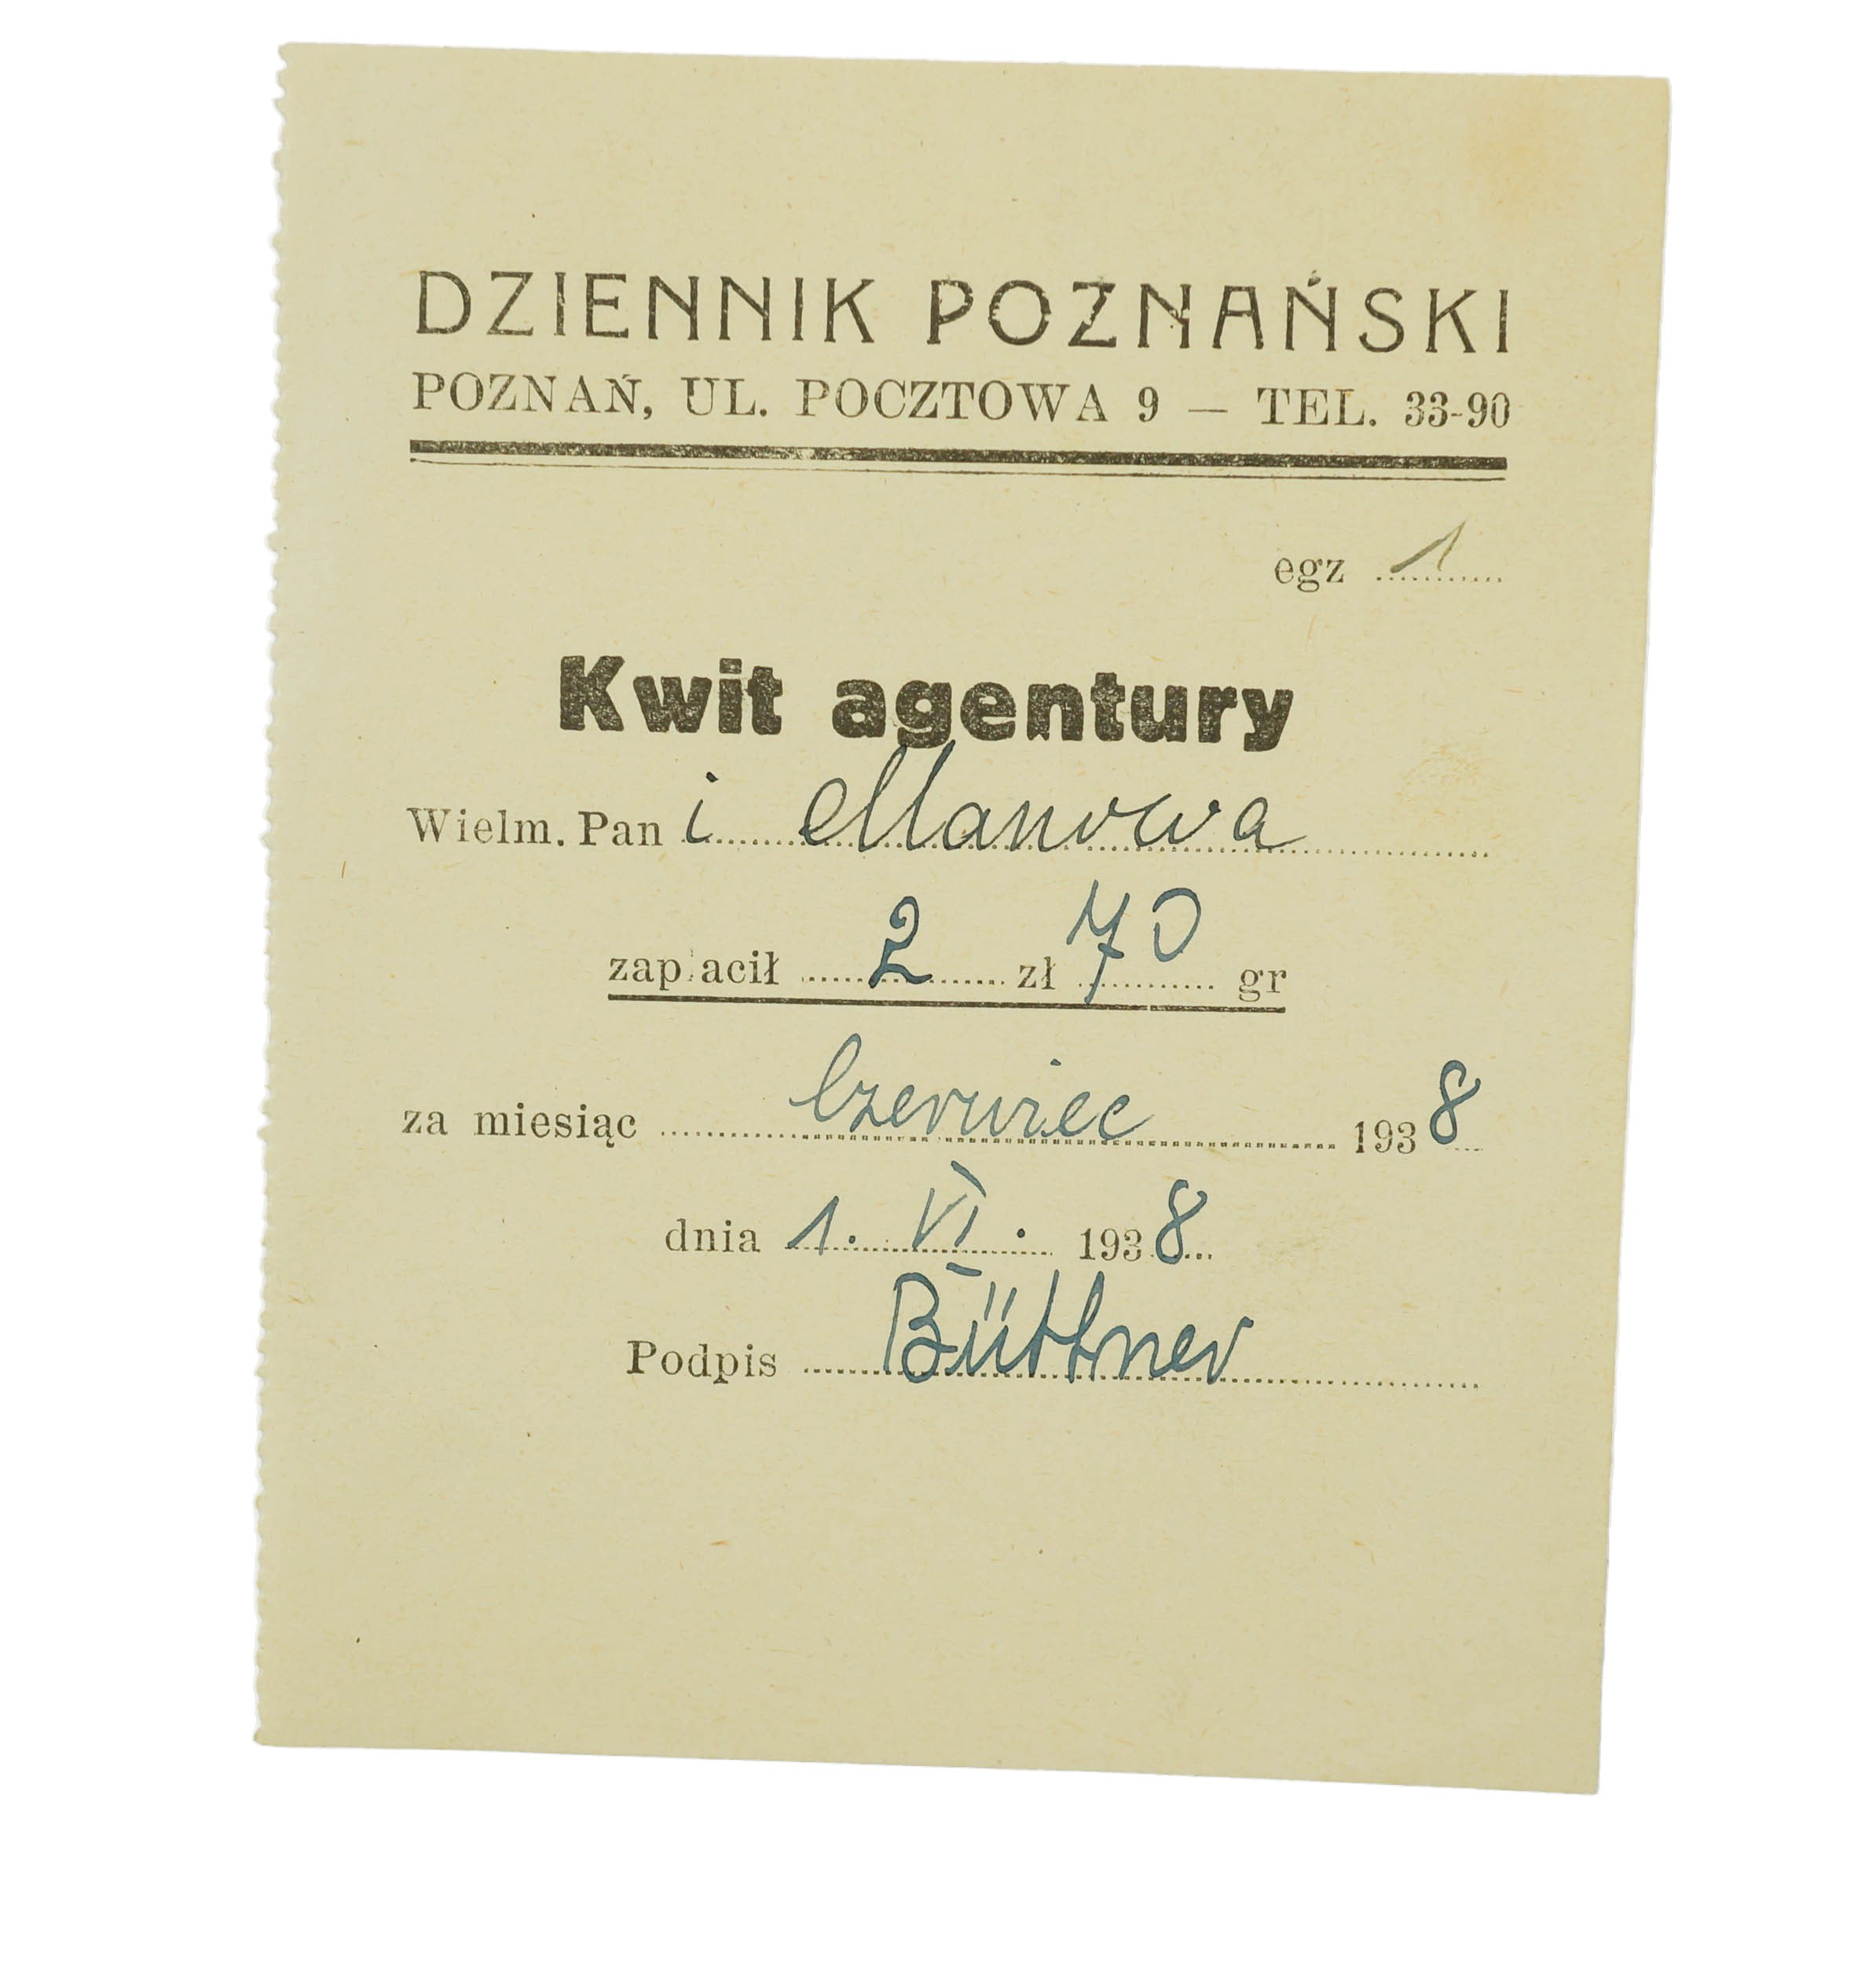 DZIENNIK POZNAŃSKI
POZNAŃ, UL. POCZTOWA 9 — TEL. 33-90
egz 1
Kwit agentury
Wielm. Pan i Manowa
zapłacił 2 zł 70 gr
za miesiąc Czerwiec 1938
dnia 1. VI. 1938
Podpis Büttner